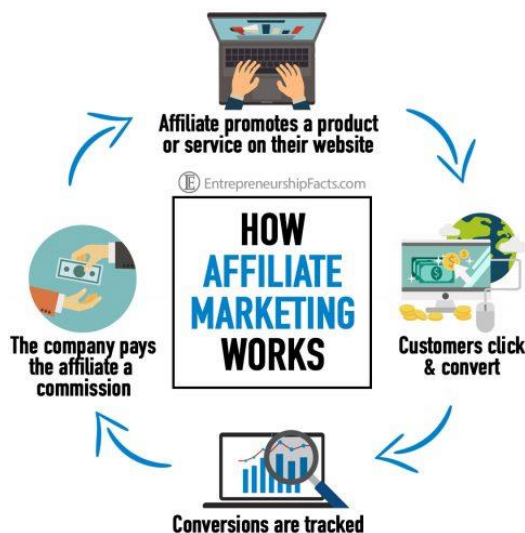 Affiliate promotes a product
or service on their website
EntrepreneurshipFacts.com
HOW
AFFILIATE
MARKETING
WORKS
Customers click
& convert
Conversions are tracked
The company pays
the affiliate a
commission